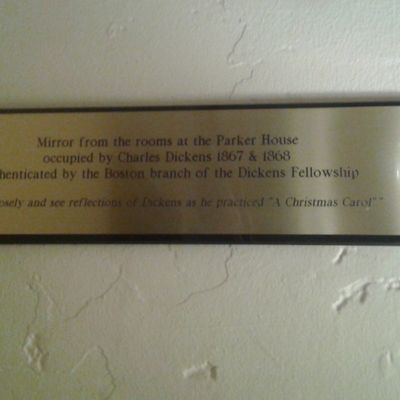 Mirror from the rooms at the Parker House
occupied by Charles Dickens 1867 & 1868
henticated by the Boston branch of the Dickens Fellowship
osely and see reflections of Dickens as he practiced "A Christmas Carol""